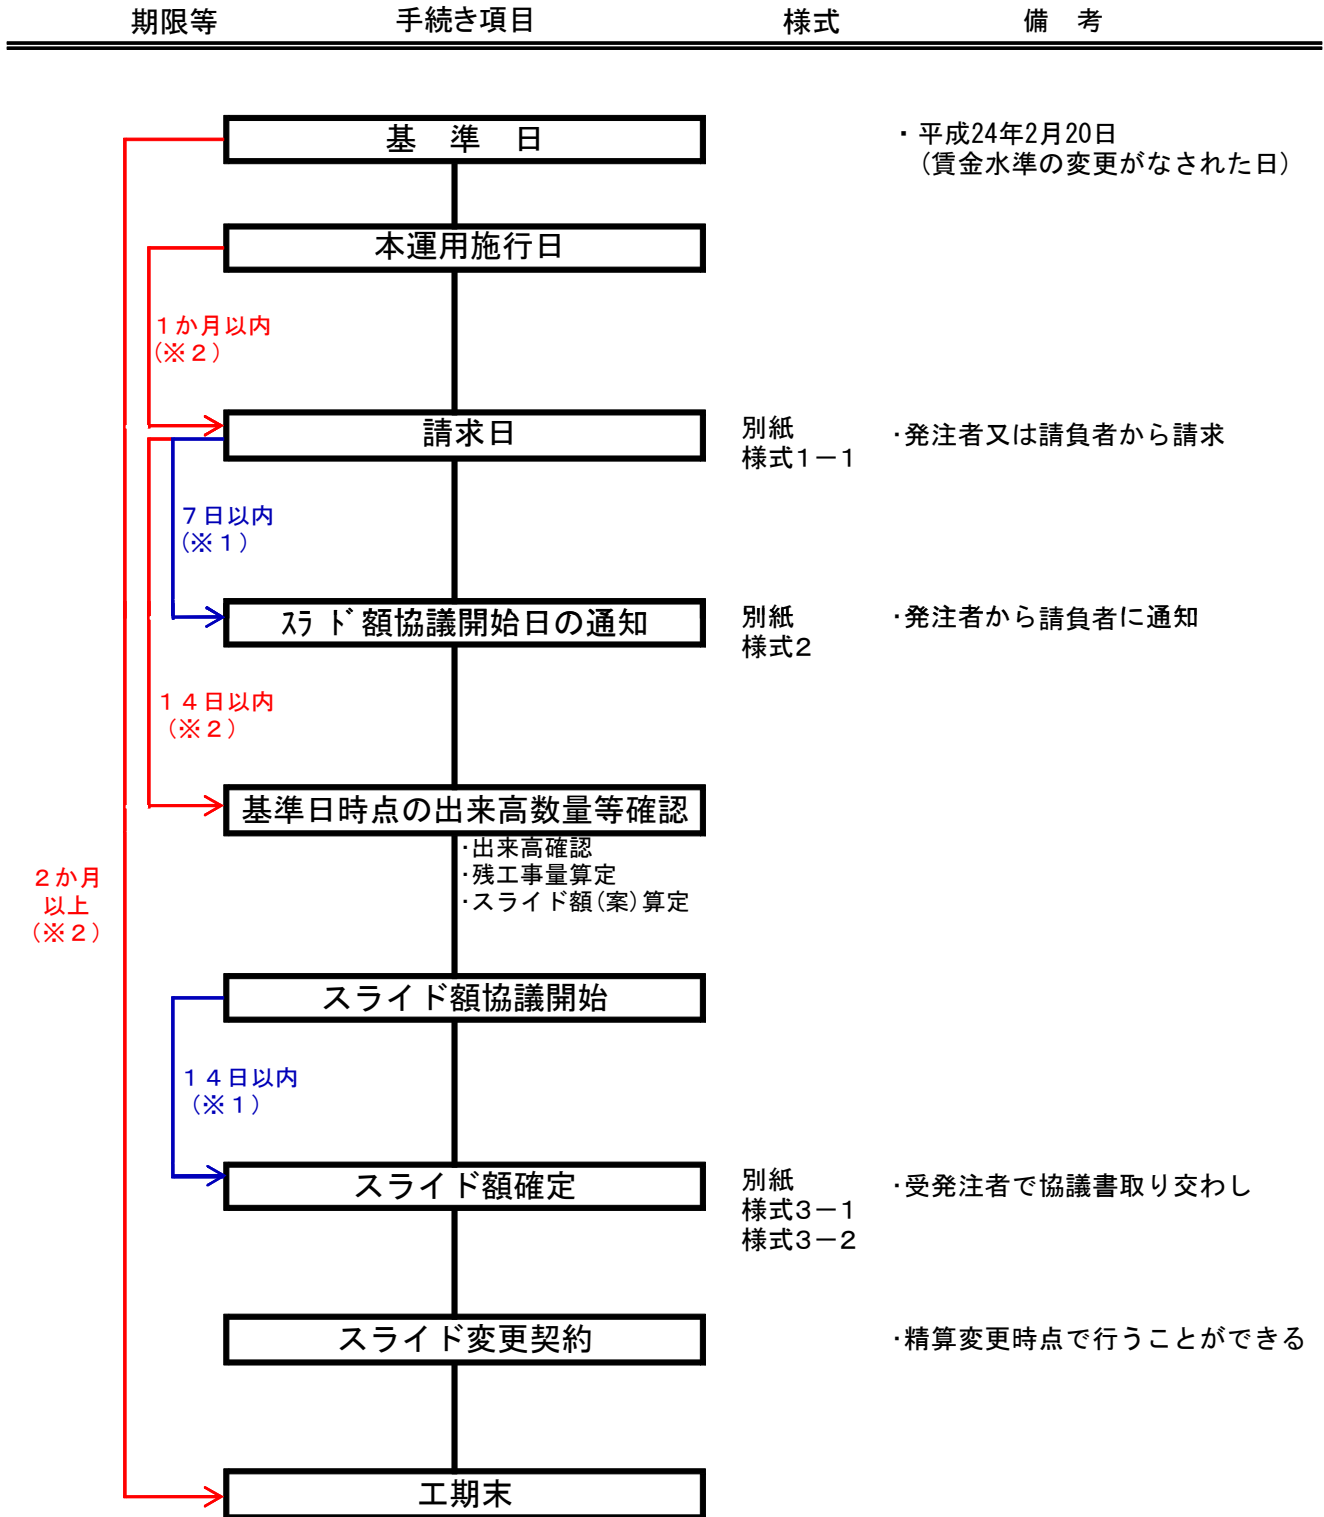 期限等　手続き項目　様式　備　考
基　準　日
・平成24年2月20日
(賃金水準の変更がなされた日)
本運用施行日
１か月以内
(※２)
請求日
別紙
様式1－1
・発注者又は請負者から請求
７日以内
(※１)
ｽﾗﾄﾞ額協議開始日の通知
別紙
様式2
・発注者から請負者に通知
１４日以内
(※２)
基準日時点の出来高数量等確認
・出来高確認
・残工事量算定
・スライド額(案)算定
２か月
以上
(※２)
スライド額協議開始
１４日以内
(※１)
スライド額確定
別紙
様式3－1
様式3－2
・受発注者で協議書取り交わし
スライド変更契約
・精算変更時点で行うことができる
工期末